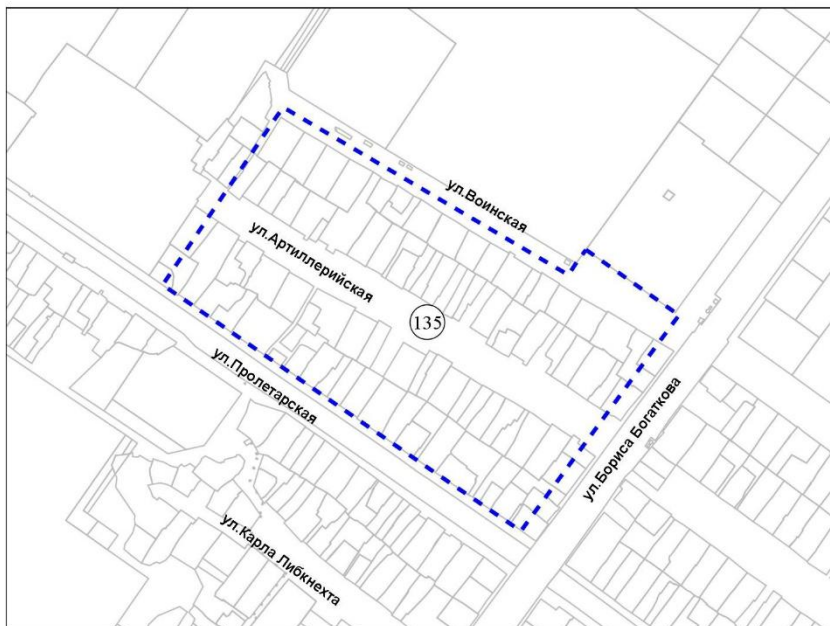 ул.Воинская
ул.Артиллерийская
135
ул.Пролетарская
ул.Бориса Богаткова
ул.Карла Либкнехта